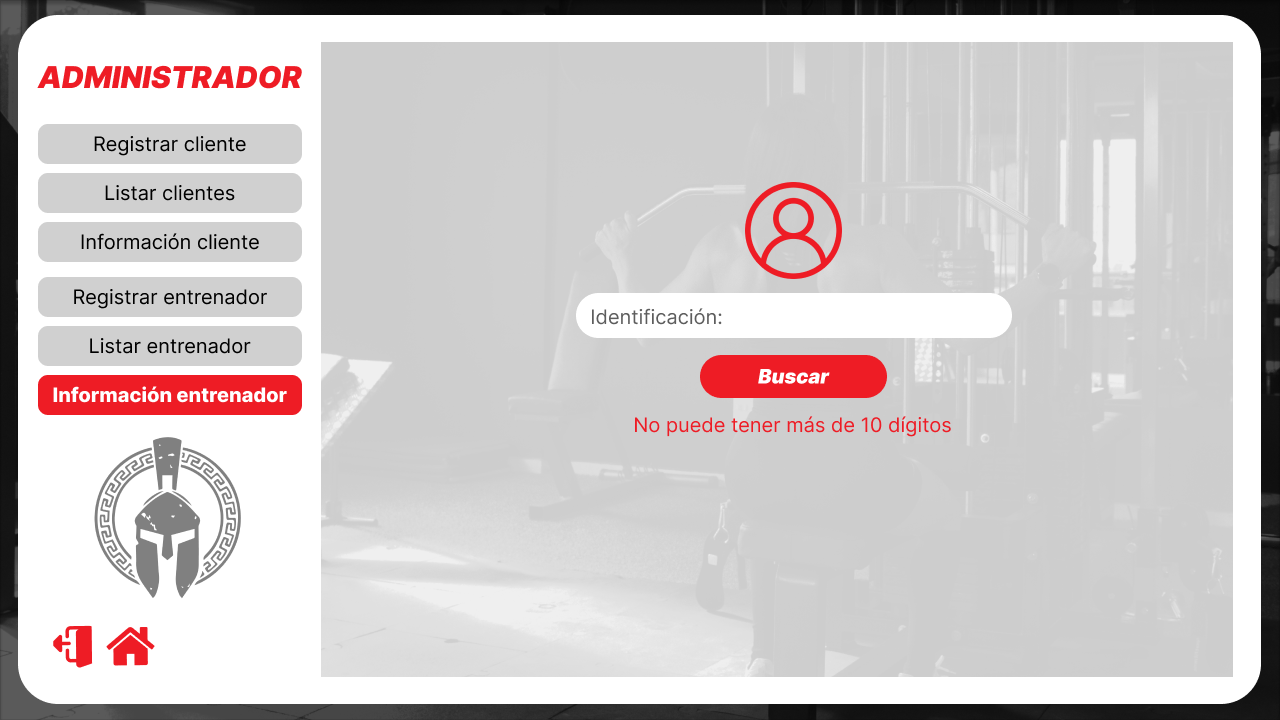 ADMINISTRADOR
Registrar cliente
Listar clientes
Información cliente
Registrar entrenador
Listar entrenador
Información entrenador
Identificación:
Buscar
No puede tener más de 10 dígitos